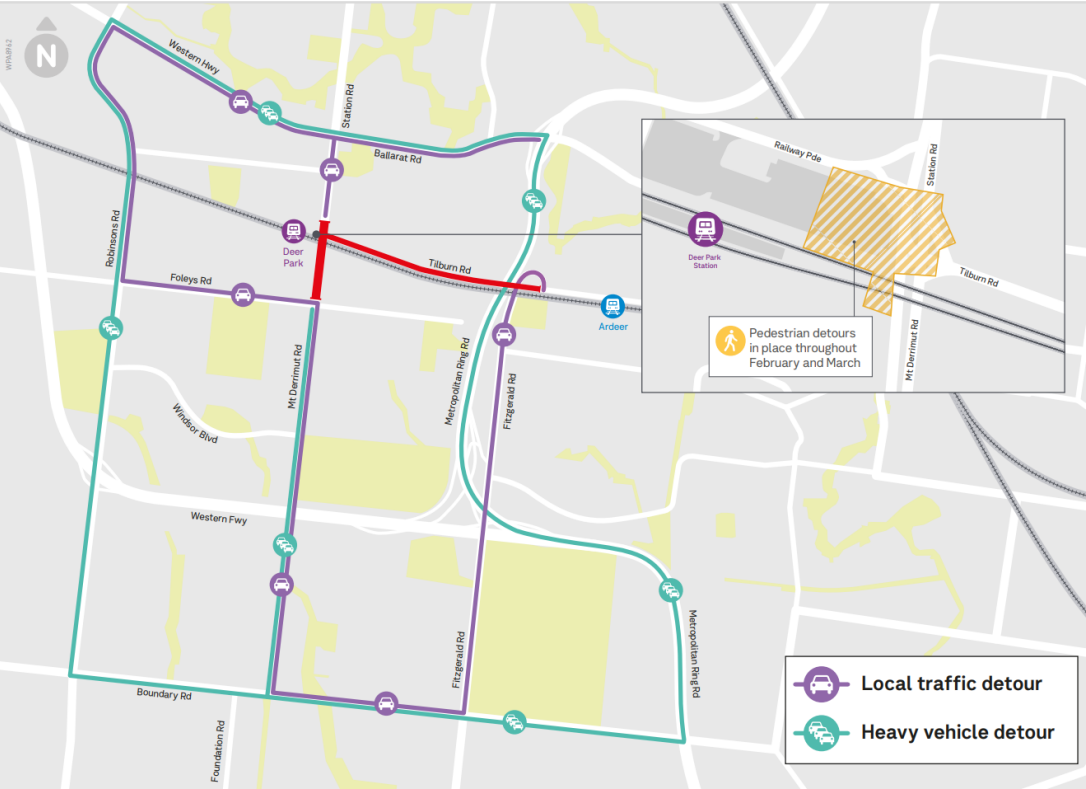 WPA8962
N
Western Hwy
Station Rd
Ballarat Rd
Robinsons Rd
Deer
Park
Tilburn Rd
Foleys Rd
Ardeer
Mt Derrimut Rd
Metropolitan Ring Rd
Fitzgerald Rd
Windsor Blvd
Western Fwy
Fitzgerald Rd
Metropolitan Ring Rd
Boundary Rd
Foundation Rd
Railway Pde
Station Rd
Deer Park
Station
Tilburn Rd
Mt Derrimut Rd
Pedestrian detours
in place throughout
February and March
Local traffic detour
Heavy vehicle detour